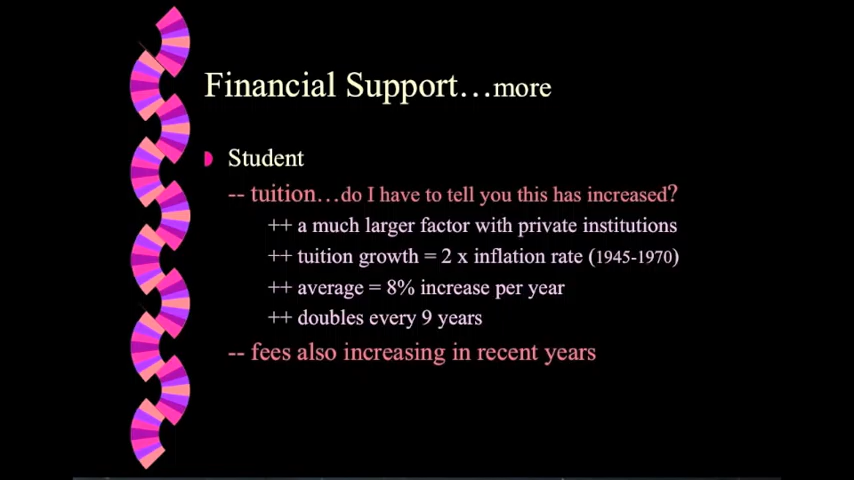 Financial Support…more
Student
-- tuition…do I have to tell you this has increased?
++ a much larger factor with private institutions
++ tuition growth = 2 x inflation rate (1945-1970)
++ average = 8% increase per year
++ doubles every 9 years
-- fees also increasing in recent years